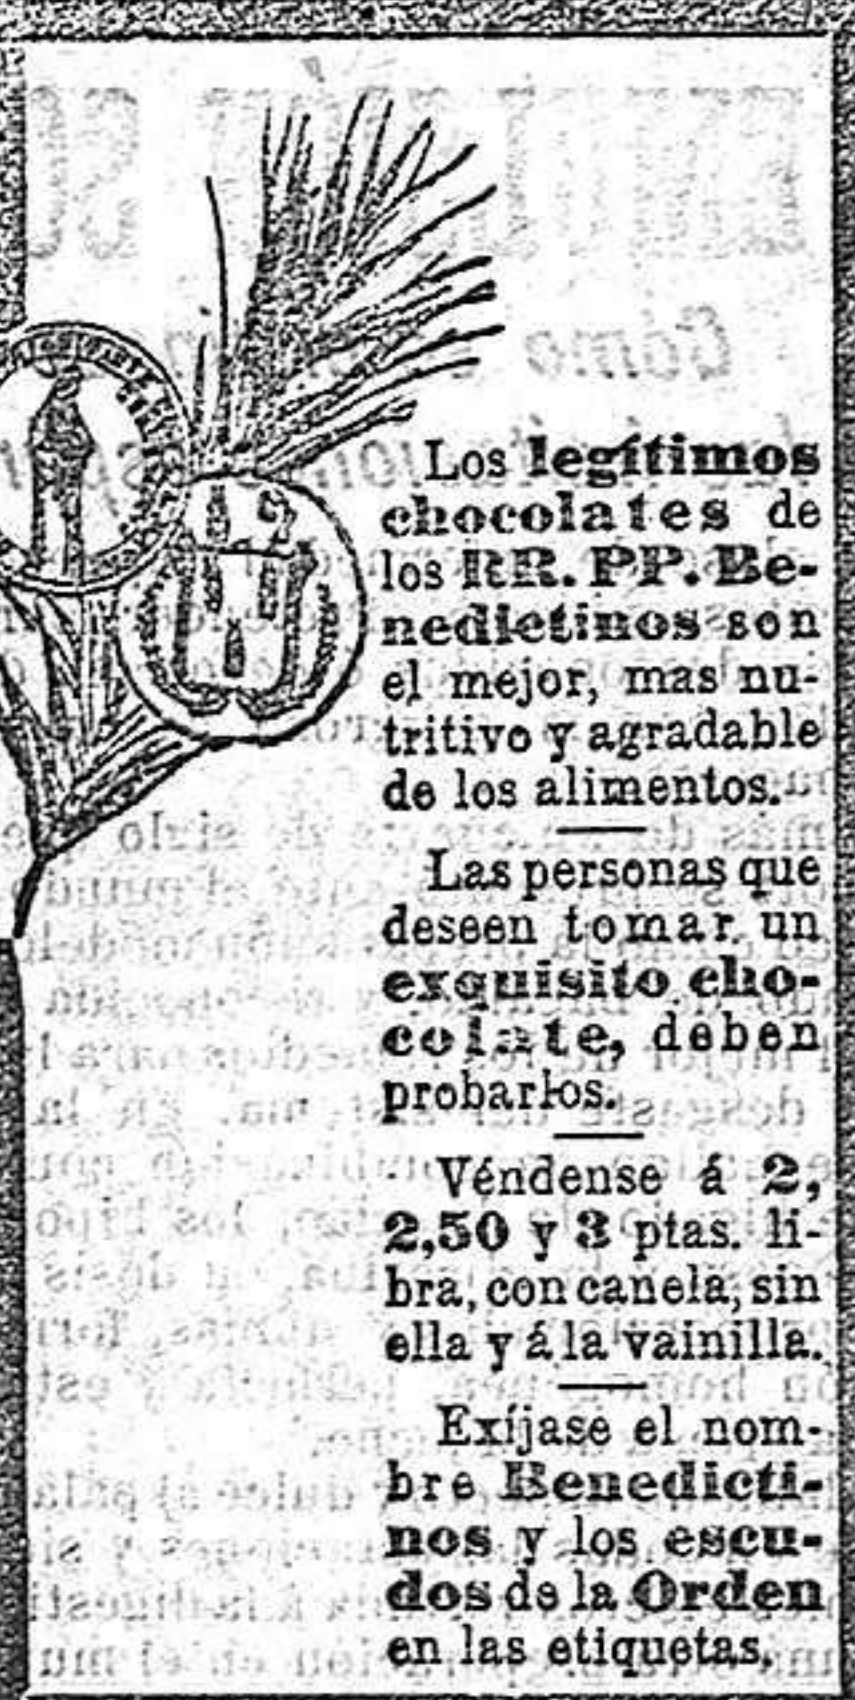 Los legítimos
chocolates de
los RR. PP. Be-
nedictinos son
el mejor, mas nu-
tritivo y agradable
de los alimentos.
Las personas que
deseen tomar un
exquisito cho-
colate, deben
probarlos.
Véndense á 2,
2,50 y 3 ptas. li-
bra, con canela, sin
ella y á la vainilla.
Exíjase el nom-
bre Benedicti-
nos y los escu-
dos de la Orden
en las etiquetas.